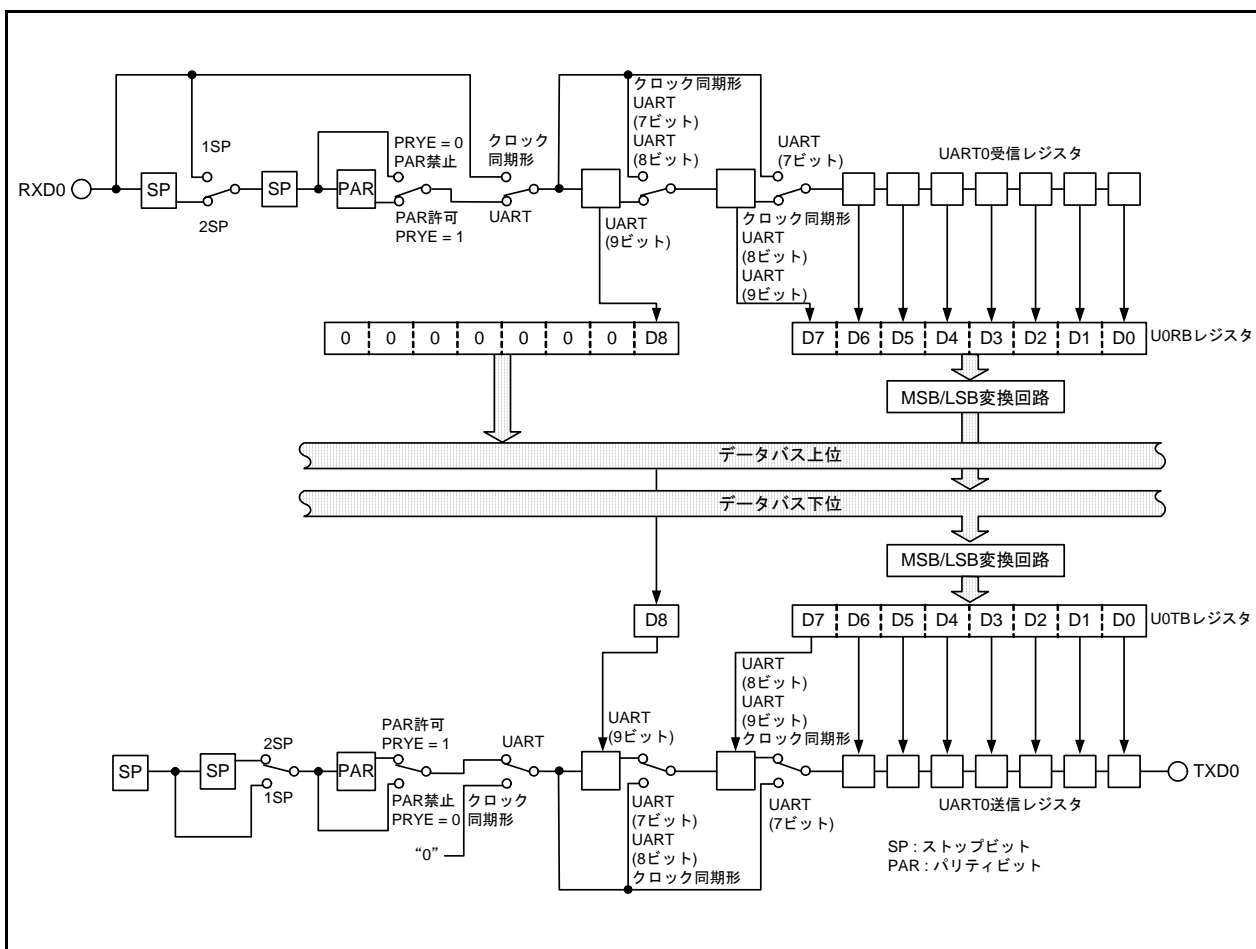 クロック同期形
UART
(7ビット)
UART
(8ビット)
1SP
PRYE = 0
PAR禁止
クロック
同期形
UART
(7ビット)
UART0受信レジスタ
RXD0
SP
SP
PAR
2SP
PAR許可
PRYE = 1
UART
UART
(9ビット)
クロック同期形
UART
(8ビット)
UART
(9ビット)
0 0 0 0 0 0 0 D8
D7 D6 D5 D4 D3 D2 D1 D0
U0RBレジスタ
MSB/LSB変換回路
データバス上位
データバス下位
MSB/LSB変換回路
D8
D7 D6 D5 D4 D3 D2 D1 D0
U0TBレジスタ
UART
(8ビット)
UART
(9ビット)
クロック同期形
UART
(9ビット)
PAR許可
PRYE = 1
UART
2SP
SP
SP
PAR
TXD0
1SP
PAR禁止
PRYE = 0
クロック
同期形
"0"
UART
(7ビット)
UART
(8ビット)
クロック同期形
UART
(7ビット)
UART0送信レジスタ
SP : ストップビット
PAR : パリティビット